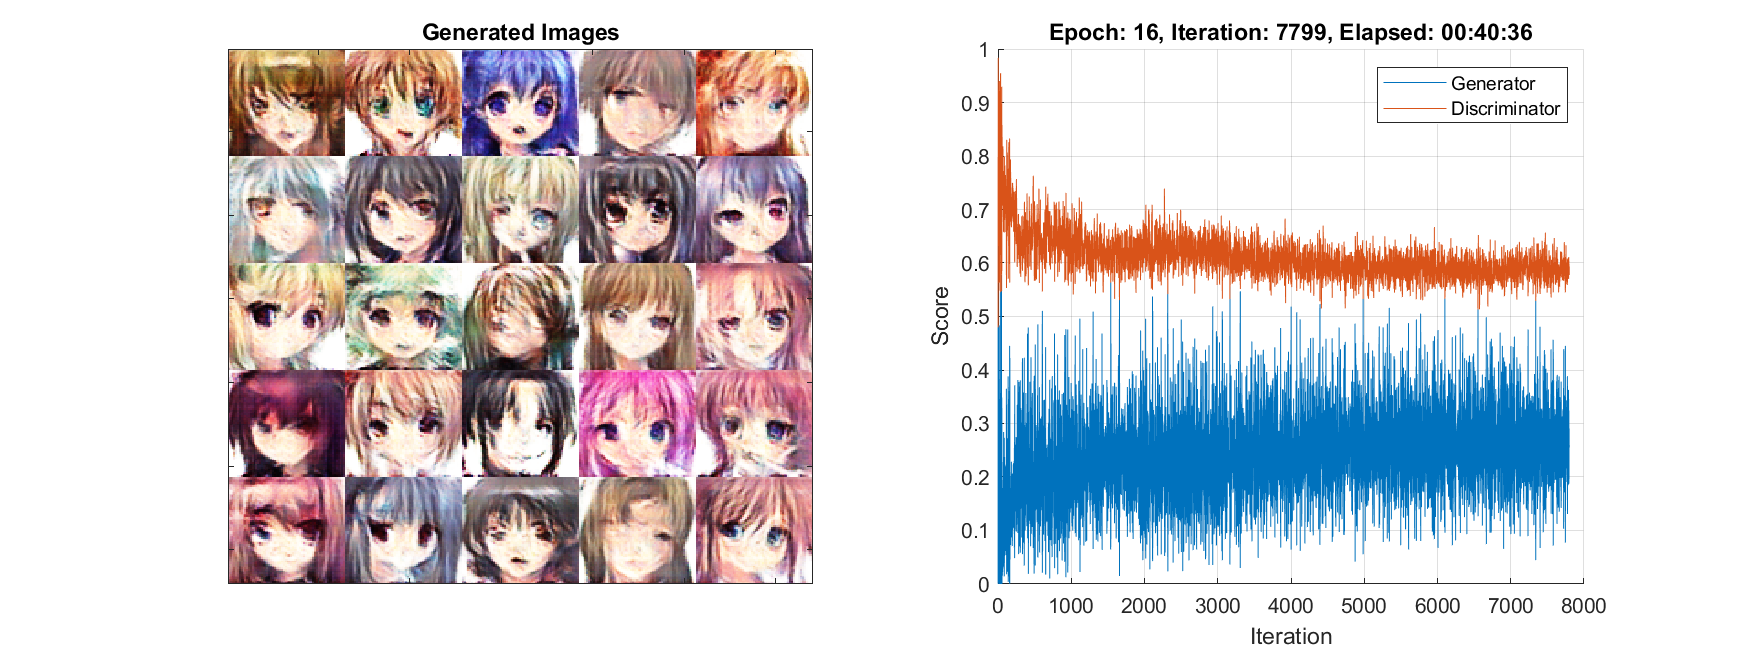 Generated Images
Epoch: 16, Iteration: 7799, Elapsed: 00:40:36
Generator
Discriminator
1
0.9
0.8
0.7
0.6
0.5
0.4
0.3
0.2
0.1
0
Score
0 1000 2000 3000 4000 5000 6000 7000 8000
Iteration